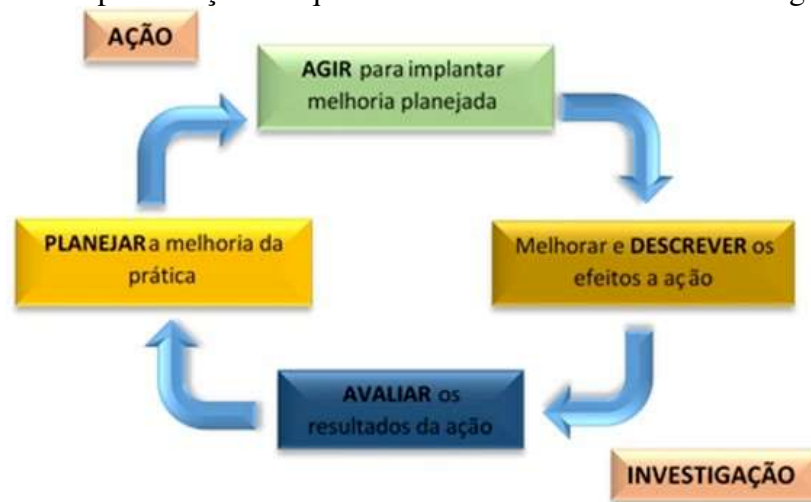 AÇÃO
AGIR para implantar
melhoria planejada
PLANEJAR a melhoria da
prática
Melhorar e DESCREVER os
efeitos a ação
AVALIAR os
resultados da ação
INVESTIGAÇÃO